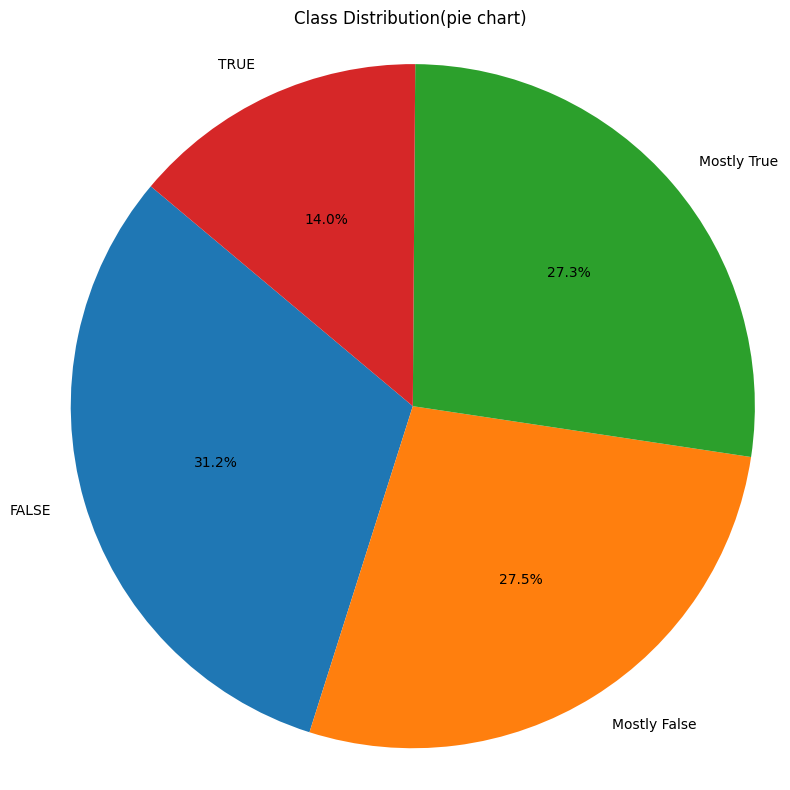 Class Distribution(pie chart)
TRUE
Mostly True
14.0%
27.3%
31.2%
FALSE
27.5%
Mostly False